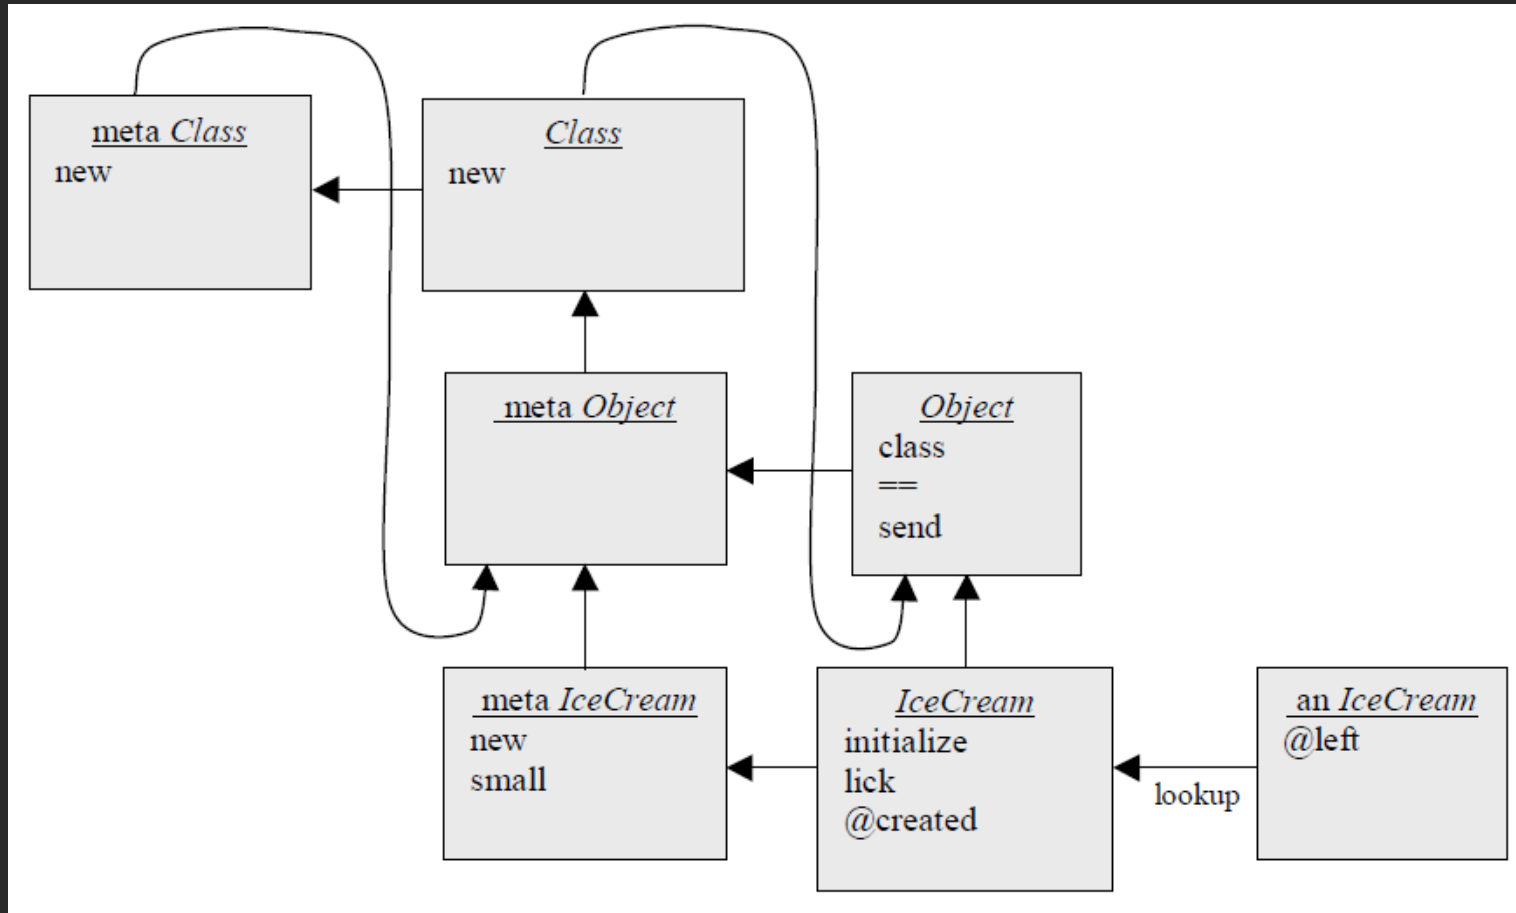 meta Class
new
Class
new
meta Object
Object
class
==
send
meta IceCream
new
small
IceCream
initialize
lick
@created
lookup
an IceCream
@left